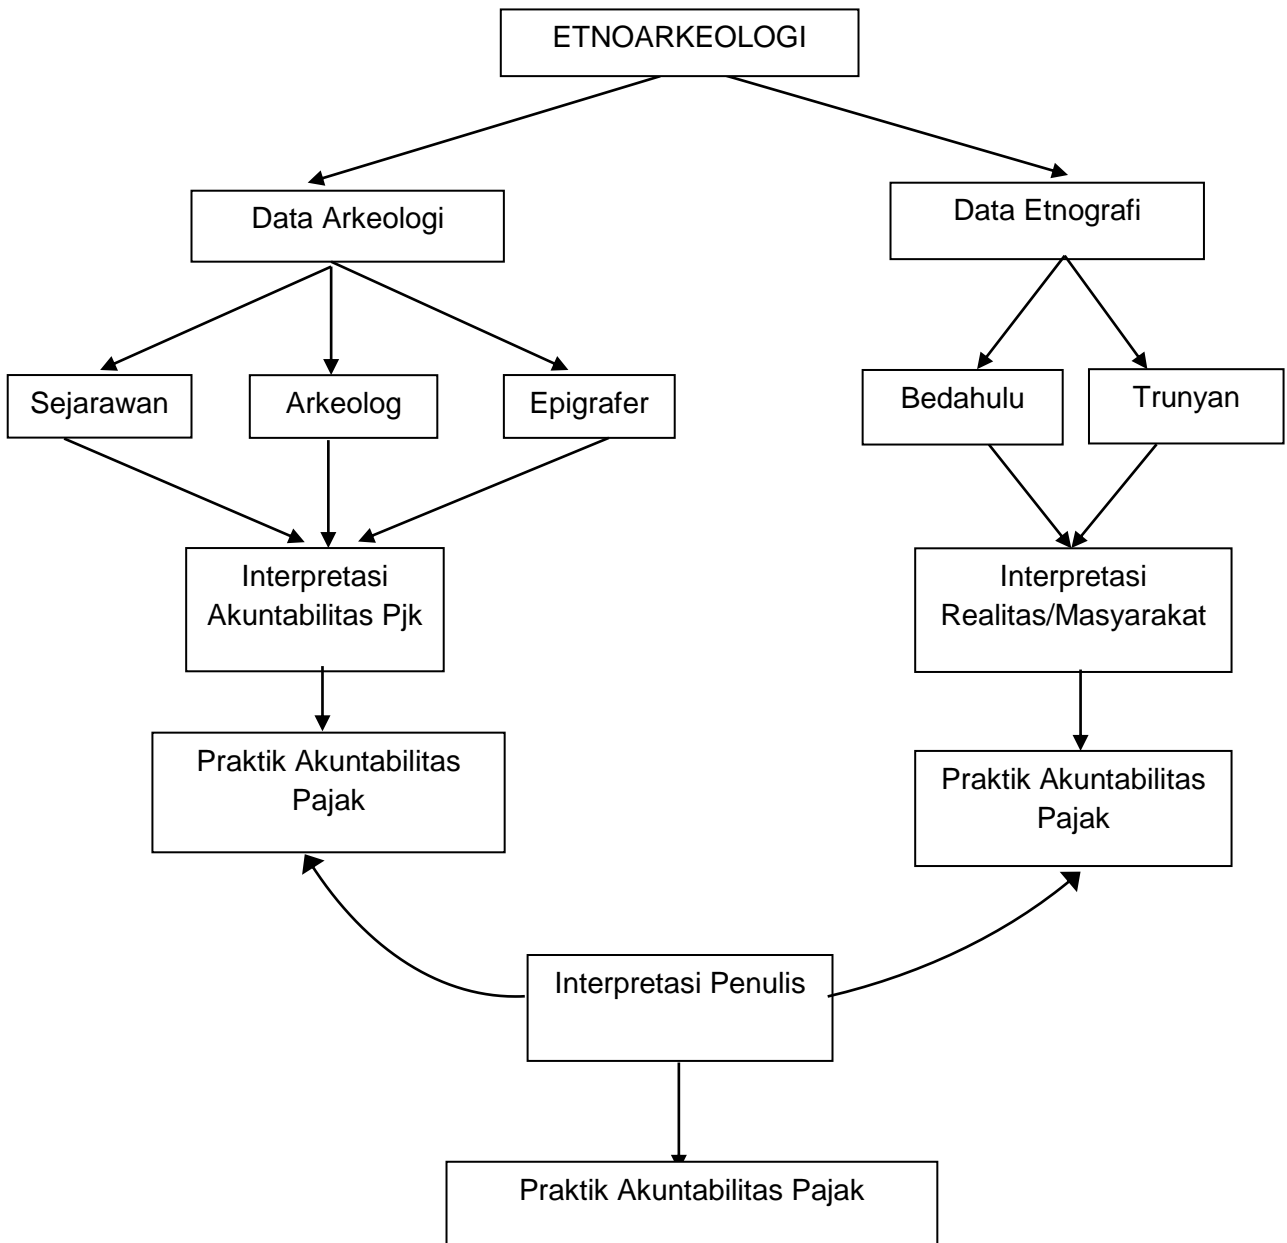 ETNOARKEOLOGI
Data Arkeologi
Data Etnografi
Sejarawan
Arkeolog
Epigrafer
Bedahulu
Trunyan
Interpretasi
Akuntabilitas Pjk
Interpretasi
Realitas/Masyarakat
Praktik Akuntabilitas
Pajak
Praktik Akuntabilitas
Pajak
Interpretasi Penulis
Praktik Akuntabilitas Pajak